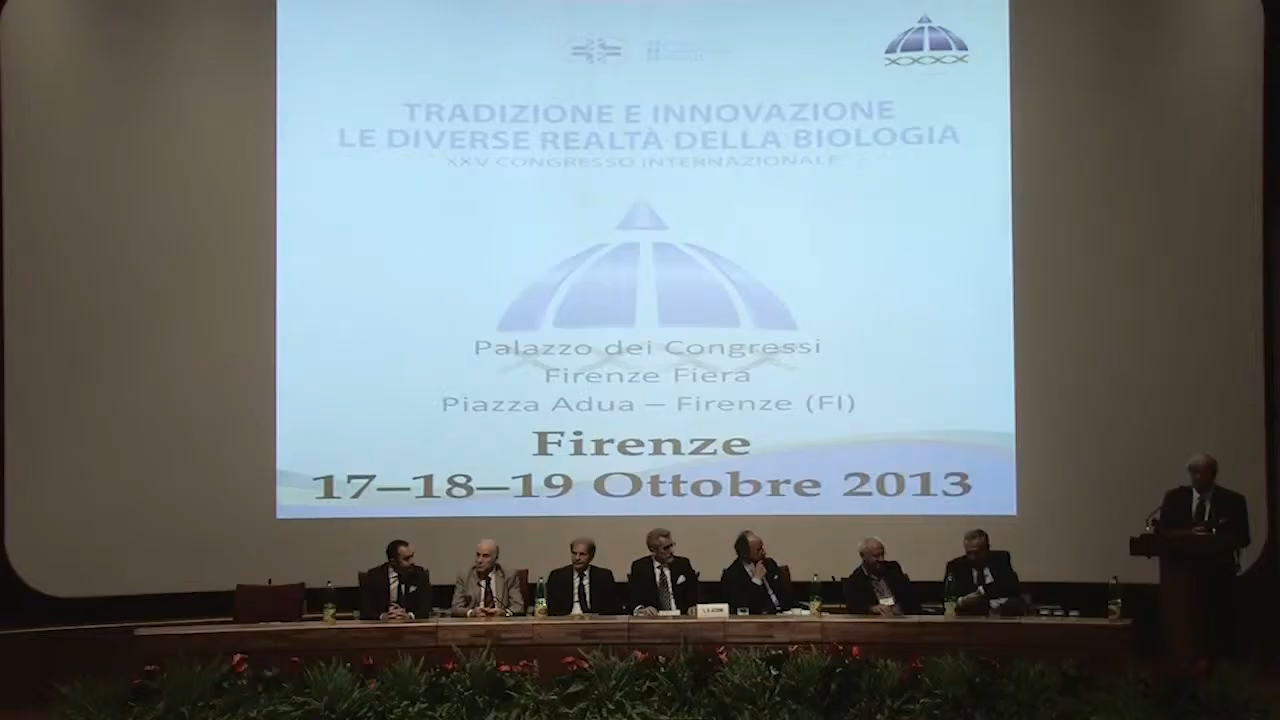 TRADIZIONE E INNOVAZIONE
LE DIVERSE REALTÀ DELLA BIOLOGIA
XXV CONGRESSO INTERNAZIONALE
Palazzo dei Congressi
Firenze Fiera
Piazza Adua – Firenze (FI)
Firenze
17–18–19 Ottobre 2013